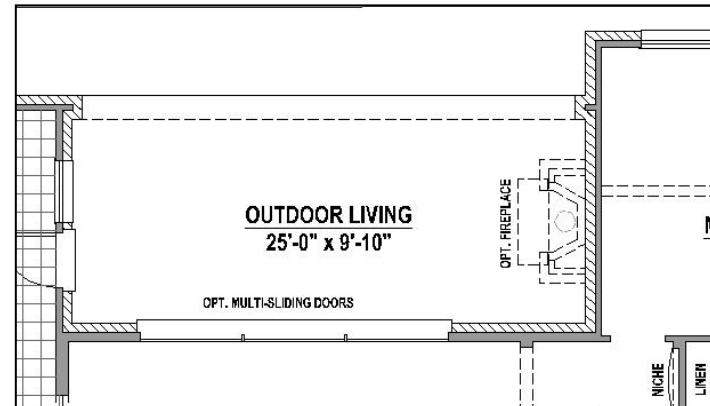 OUTDOOR LIVING
25'-0" x 9'-10"
OPT. FIREPLACE
OPT. MULTI-SLIDING DOORS
NICHE
LINEN